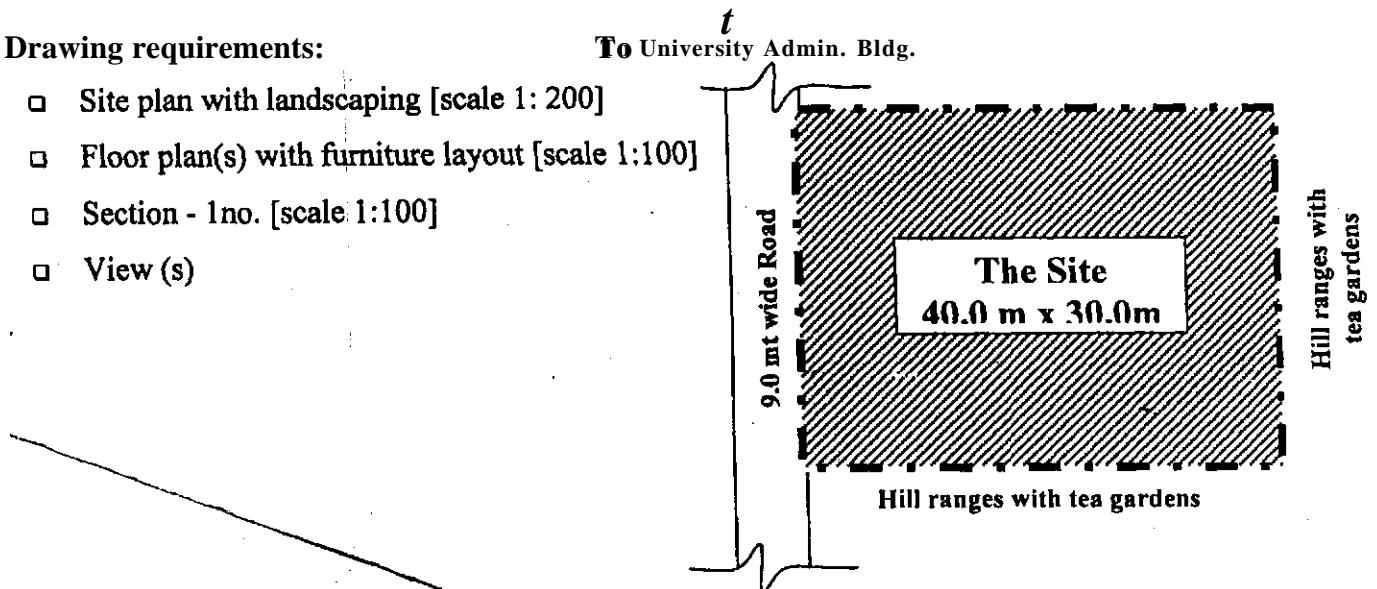 t
Drawing requirements:
To University Admin. Bldg.
□ Site plan with landscaping [scale 1: 200]
□ Floor plan(s) with furniture layout [scale 1:100]
□ Section - 1no. [scale 1:100]
□ View (s)
9.0 mt wide Road
The Site
40.0 m x 30.0m
Hill ranges with
tea gardens
Hill ranges with tea gardens